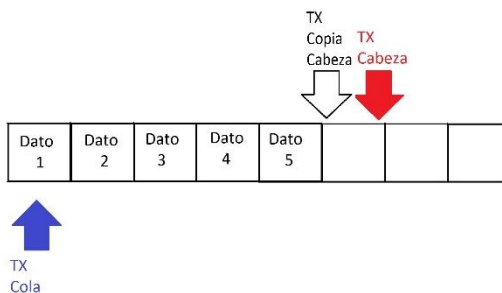 TX
Copia
Cabeza
TX
Cabeza
Dato
1
Dato
2
Dato
3
Dato
4
Dato
5
TX
Cola